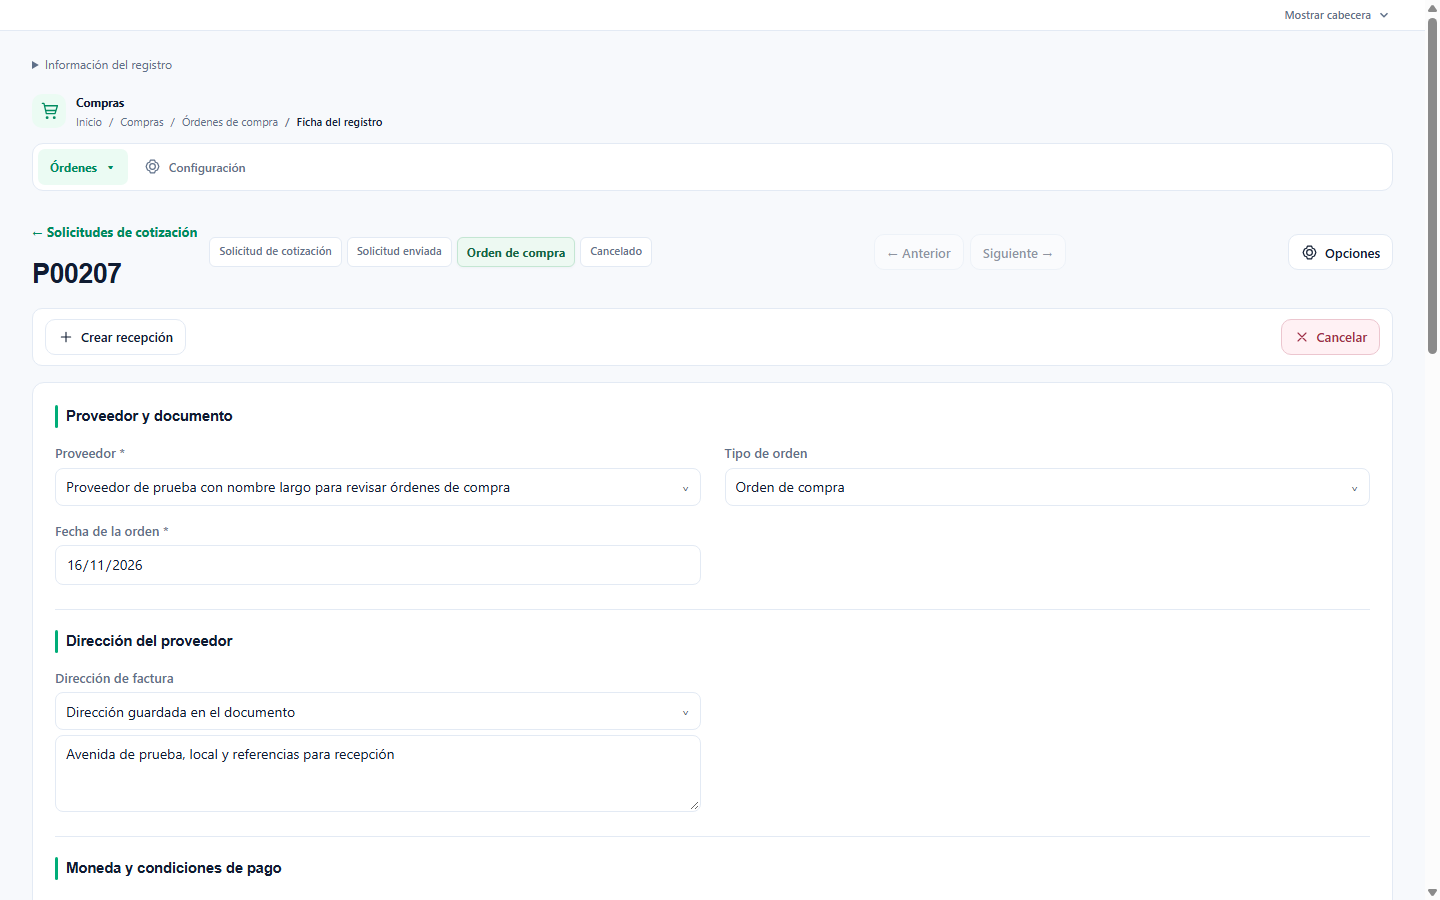 Mostrar cabecera
Información del registro
Compras
Inicio / Compras / Órdenes de compra / Ficha del registro
Órdenes
Configuración
← Solicitudes de cotización
P00207
Solicitud de cotización
Solicitud enviada
Orden de compra
Cancelado
← Anterior
Siguiente →
Opciones
+ Crear recepción
× Cancelar
Proveedor y documento
Proveedor *
Proveedor de prueba con nombre largo para revisar órdenes de compra
Tipo de orden
Orden de compra
Fecha de la orden *
16/11/2026
Dirección del proveedor
Dirección de factura
Dirección guardada en el documento
Avenida de prueba, local y referencias para recepción
Moneda y condiciones de pago